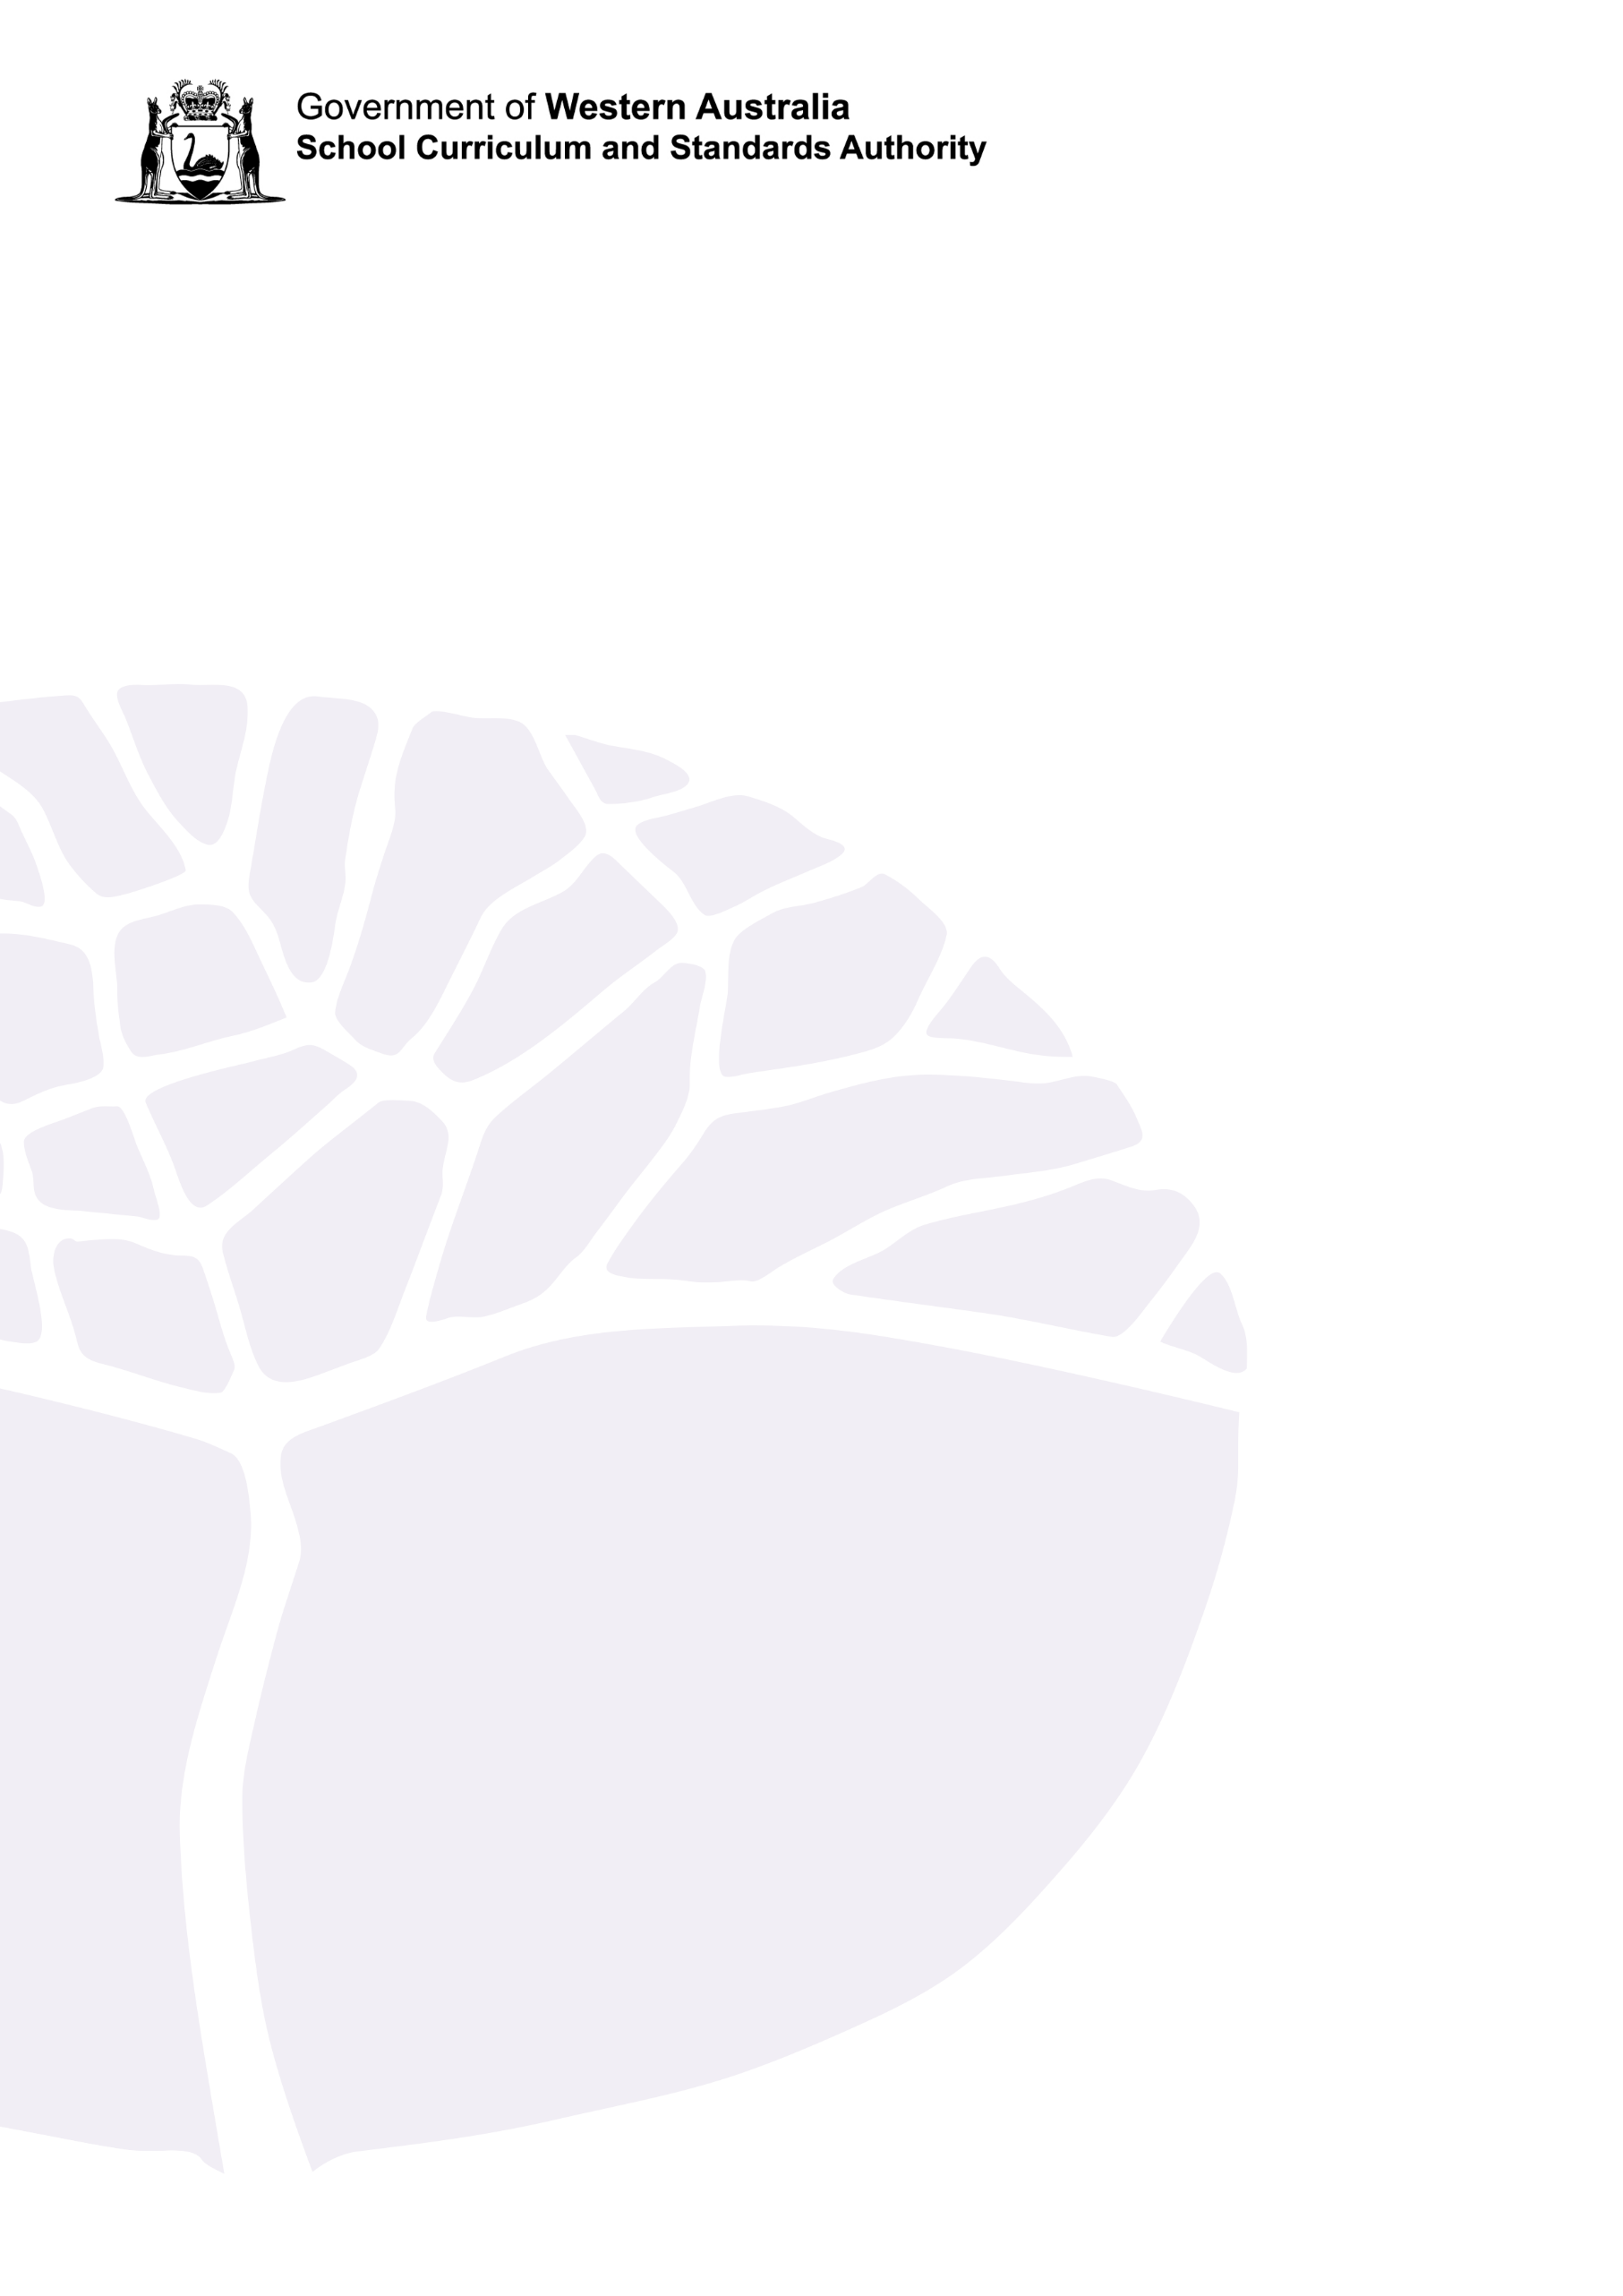 Government of Western Australia
School Curriculum and Standards Authority